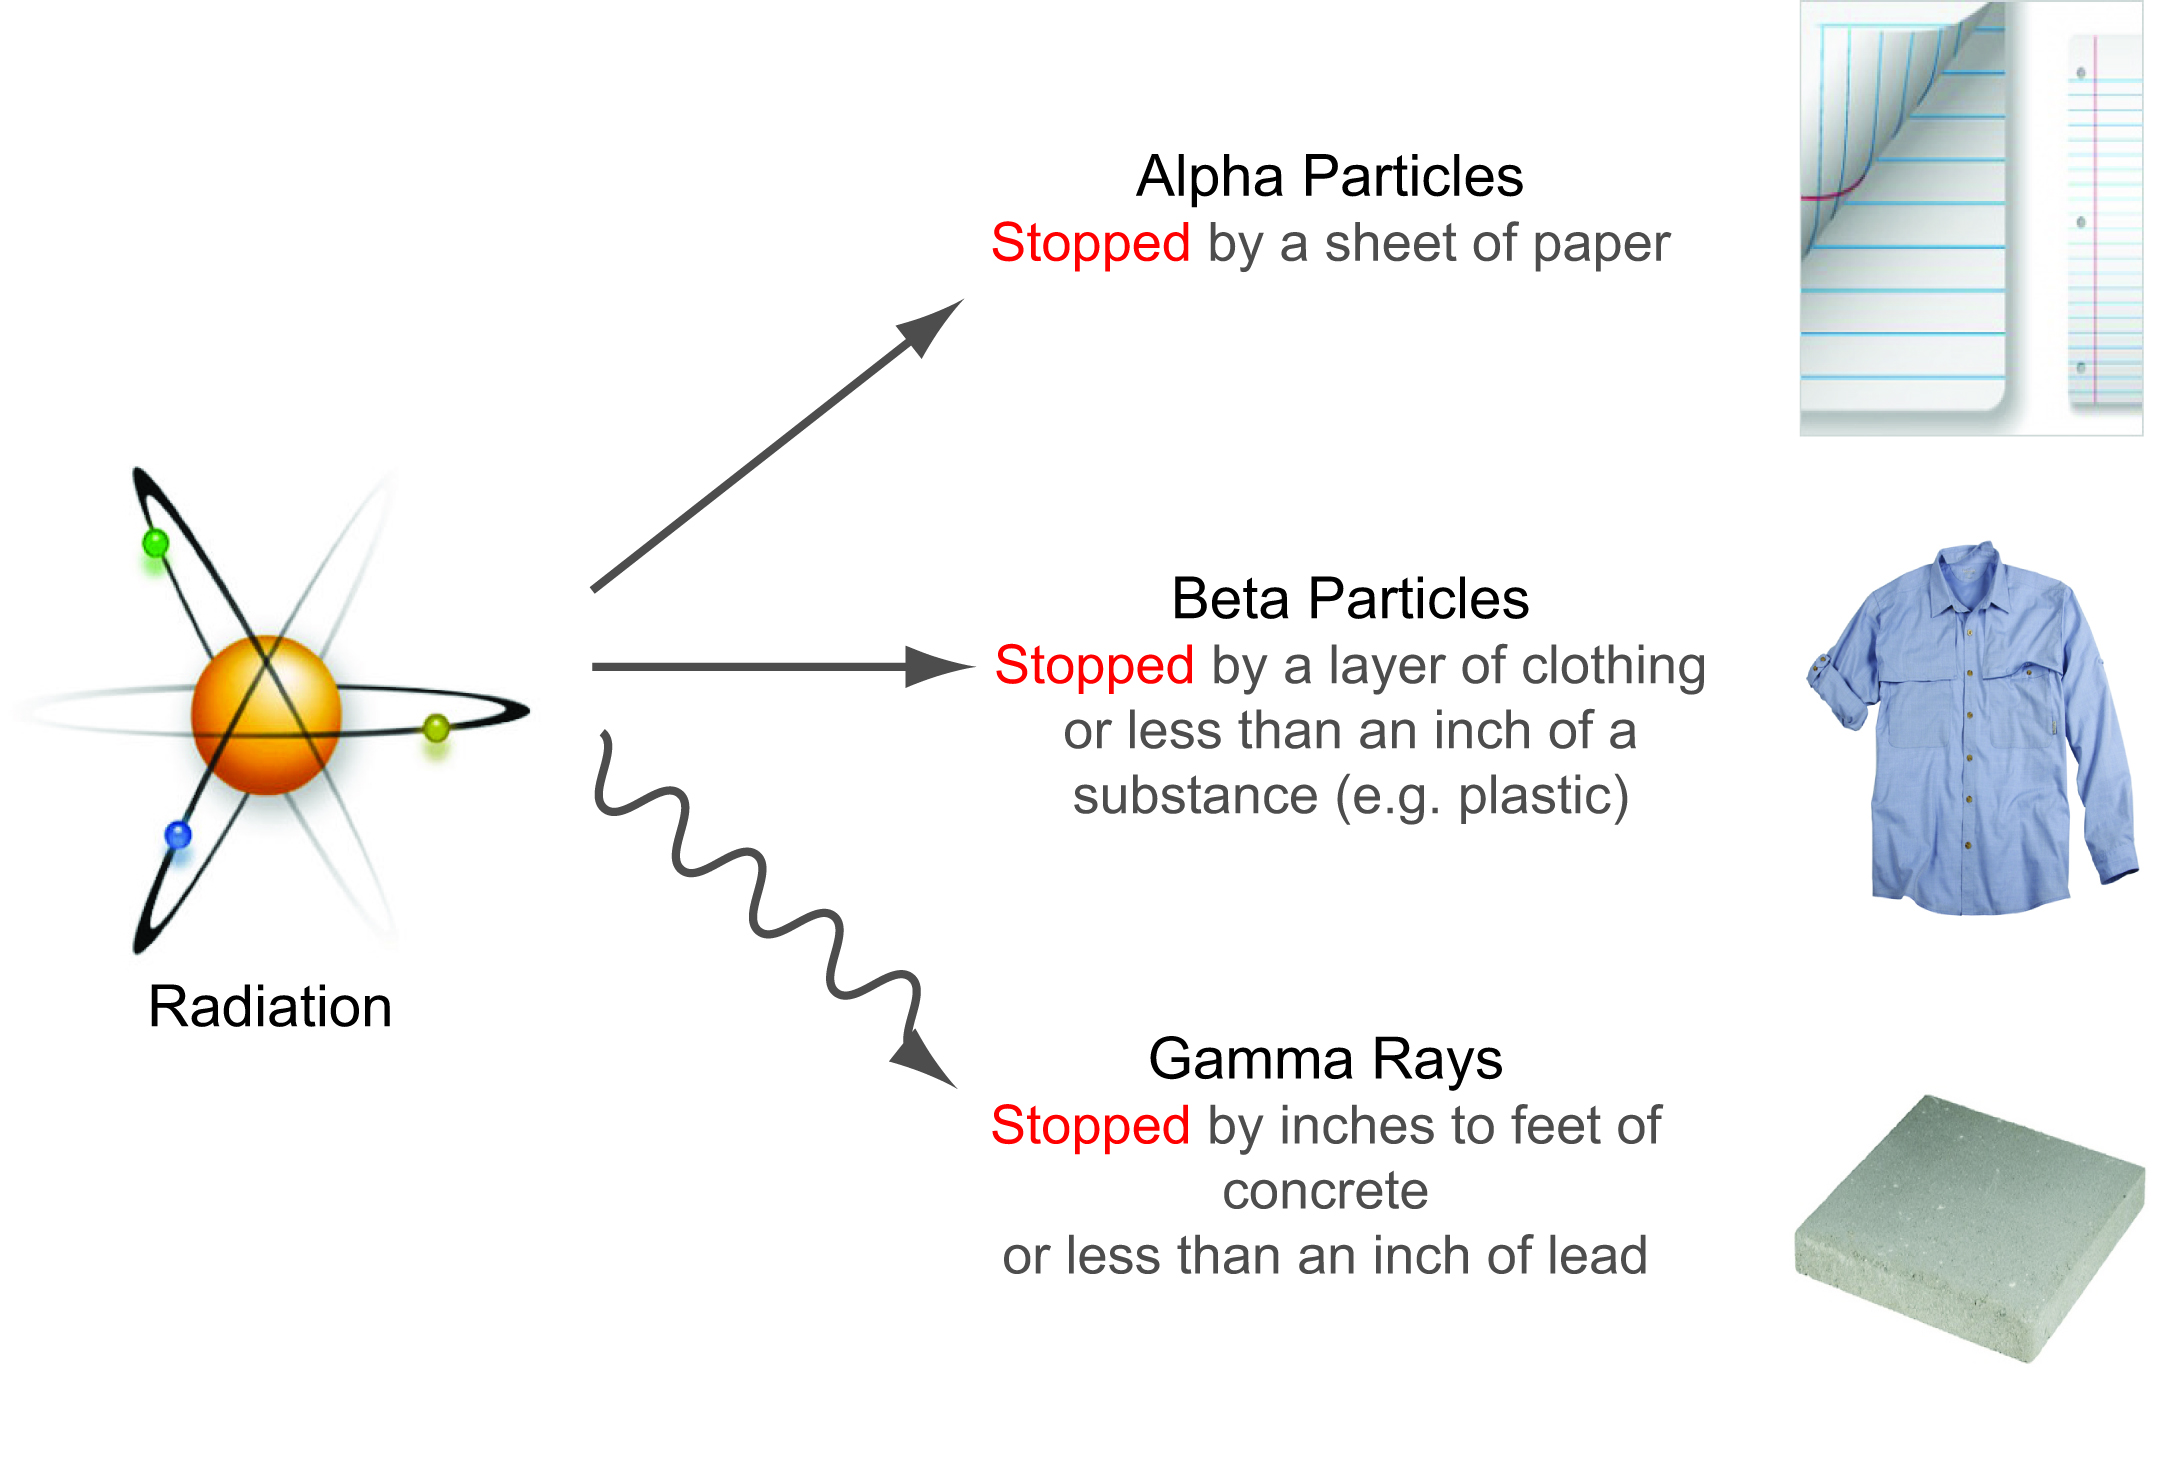 Alpha Particles
Stopped by a sheet of paper
Beta Particles
Stopped by a layer of clothing
or less than an inch of a
substance (e.g. plastic)
Radiation
Gamma Rays
Stopped by inches to feet of
concrete
or less than an inch of lead